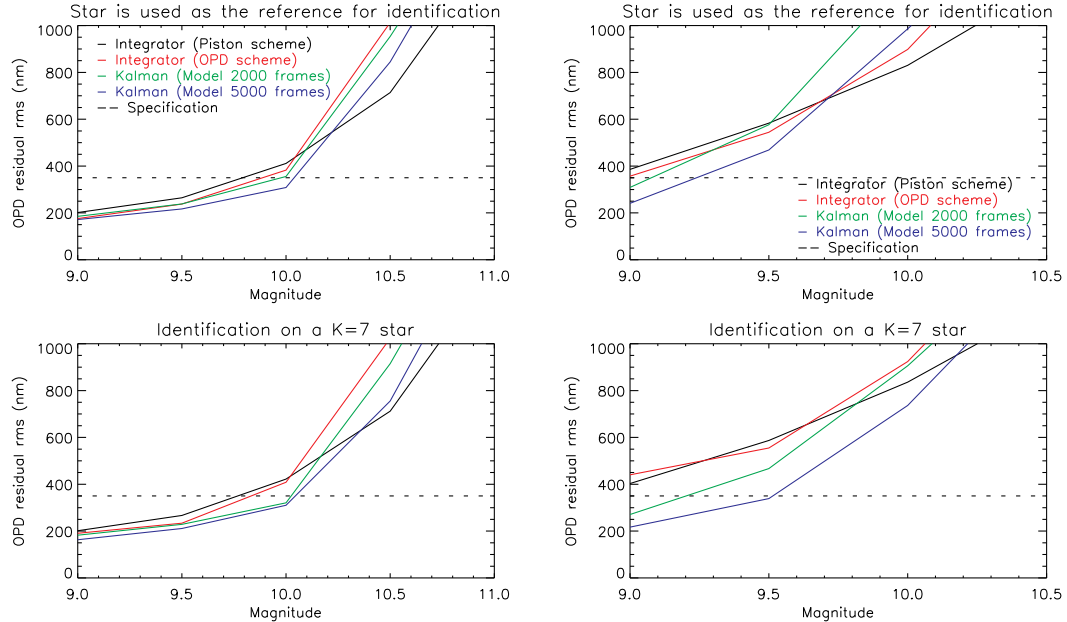 Star is used as the reference for identification
OPD residual rms (nm)
1000
800
600
400
200
0
Integrator (Piston scheme)
Integrator (OPD scheme)
Kalman (Model 2000 frames)
Kalman (Model 5000 frames)
Specification
9.0 9.5 10.0 10.5 11.0
Magnitude
Star is used as the reference for identification
OPD residual rms (nm)
1000
800
600
400
200
0
Integrator (Piston scheme)
Integrator (OPD scheme)
Kalman (Model 2000 frames)
Kalman (Model 5000 frames)
Specification
9.0 9.5 10.0 10.5
Magnitude
Identification on a K=7 star
OPD residual rms (nm)
1000
800
600
400
200
0
9.0 9.5 10.0 10.5 11.0
Magnitude
Identification on a K=7 star
OPD residual rms (nm)
1000
800
600
400
200
0
9.0 9.5 10.0 10.5
Magnitude